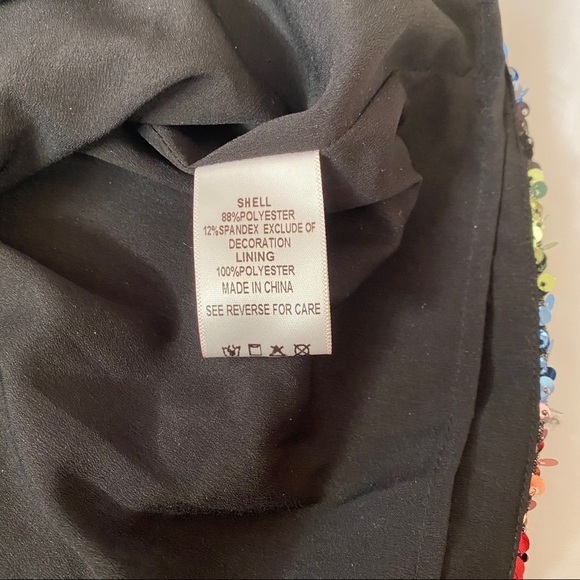 SHELL
88%POLYESTER
12%SPANDEX EXCLUDE OF
DECORATION
LINING
100%POLYESTER
MADE IN CHINA
SEE REVERSE FOR CARE